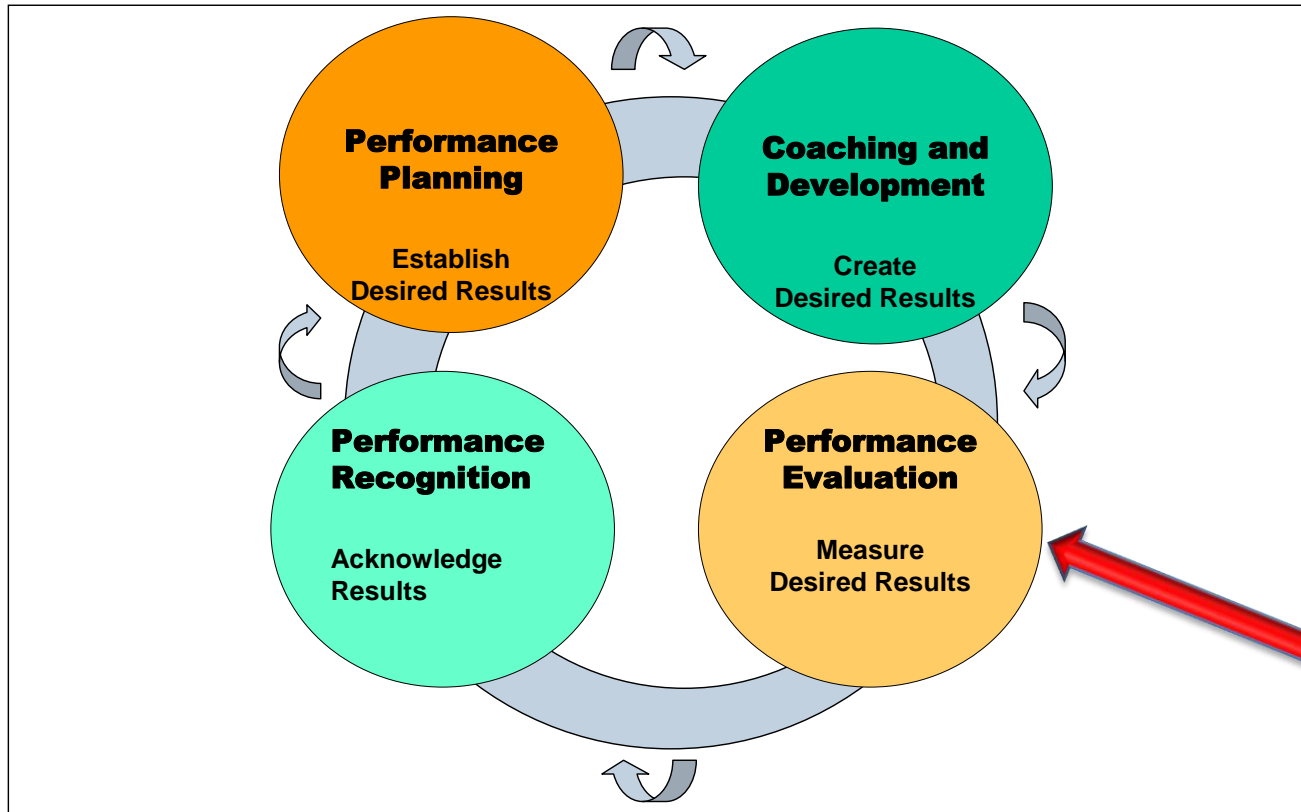 Performance
Planning
Establish
Desired Results
Coaching and
Development
Create
Desired Results
Performance
Recognition
Acknowledge
Results
Performance
Evaluation
Measure
Desired Results